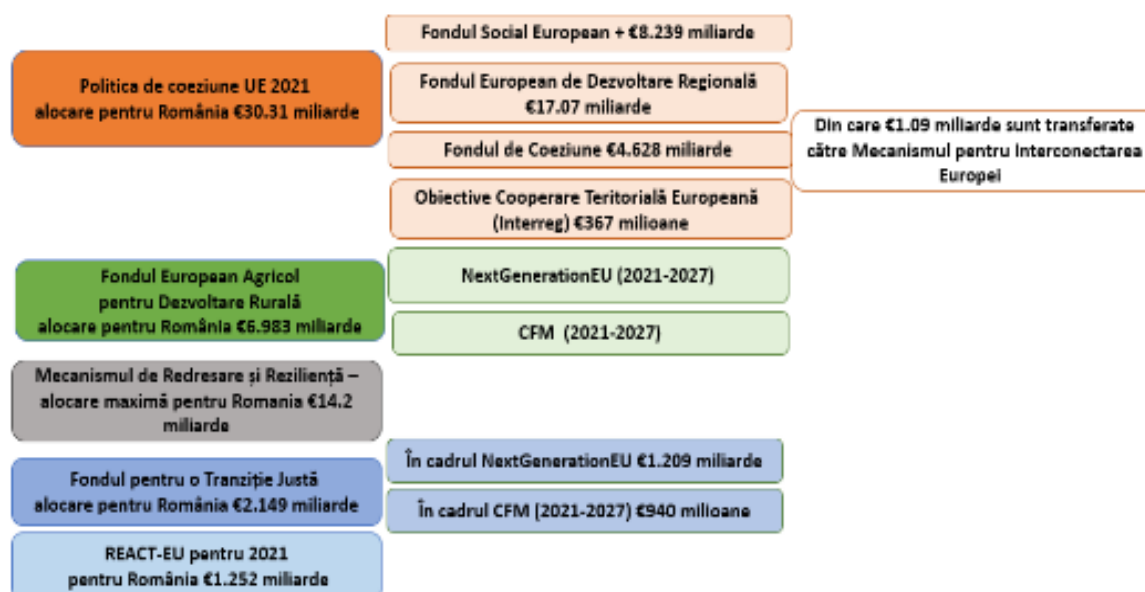 Fondul Social European + €8.239 miliarde
Politica de coeziune UE 2021
alocare pentru România €30.31 miliarde
Fondul European de Dezvoltare Regională
€17.07 miliarde
Fondul de Coeziune €4.628 miliarde
Din care €1.09 miliarde sunt transferate
către Mecanismul pentru Interconectarea
Europei
Obiective Cooperare Teritorială Europeană
(Interreg) €367 milioane
Fondul European Agricol
pentru Dezvoltare Rurală
alocare pentru România €6.983 miliarde
NextGenerationEU (2021-2027)
CFM (2021-2027)
Mecanismul de Redresare și Reziliență –
alocare maximă pentru Romania €14.2
miliarde
Fondul pentru o Tranziție Justă
alocare pentru România €2.149 miliarde
În cadrul NextGenerationEU €1.209 miliarde
În cadrul CFM (2021-2027) €940 milioane
REACT-EU pentru 2021
pentru România €1.252 miliarde